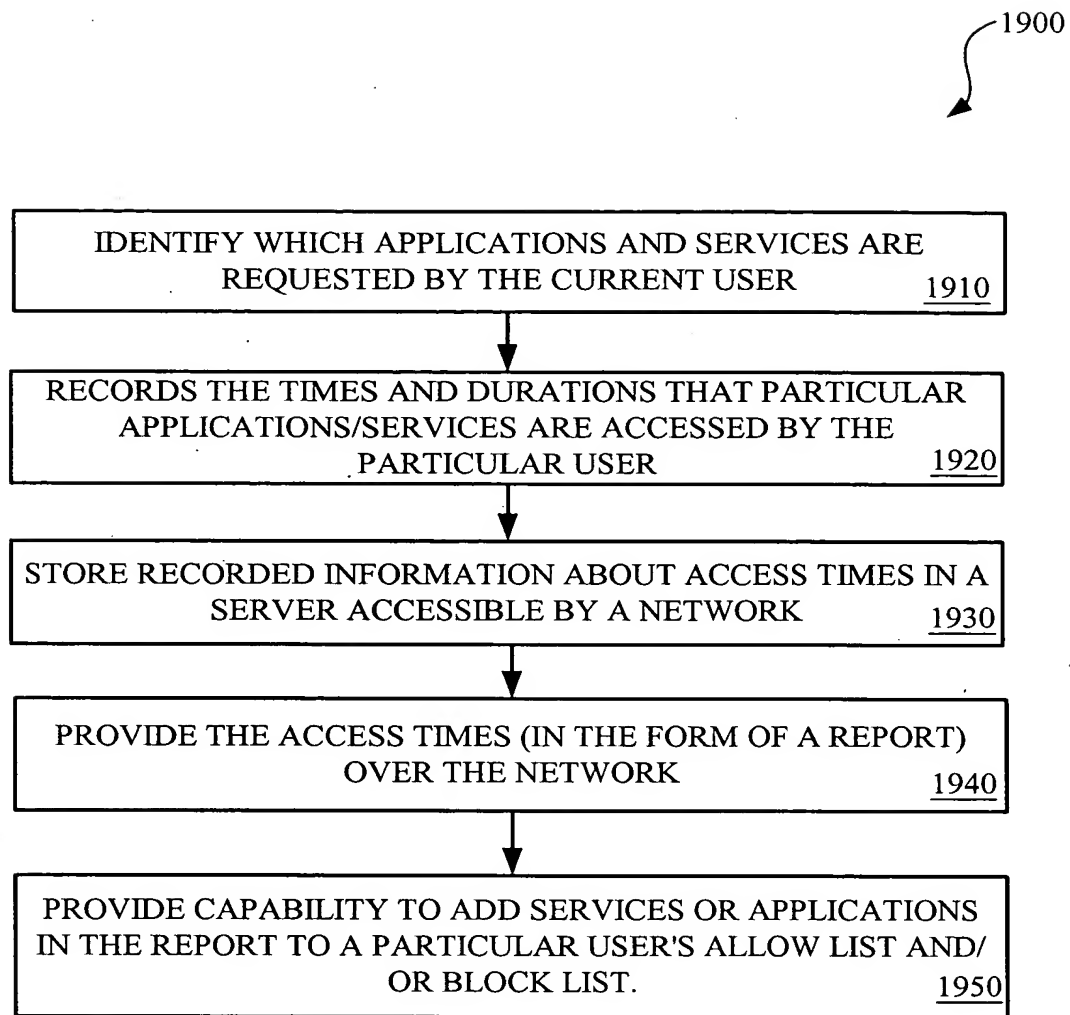 1900
IDENTIFY WHICH APPLICATIONS AND SERVICES ARE
REQUESTED BY THE CURRENT USER
1910
RECORDS THE TIMES AND DURATIONS THAT PARTICULAR
APPLICATIONS/SERVICES ARE ACCESSED BY THE
PARTICULAR USER
1920
STORE RECORDED INFORMATION ABOUT ACCESS TIMES IN A
SERVER ACCESSIBLE BY A NETWORK
1930
PROVIDE THE ACCESS TIMES (IN THE FORM OF A REPORT)
OVER THE NETWORK
1940
PROVIDE CAPABILITY TO ADD SERVICES OR APPLICATIONS
IN THE REPORT TO A PARTICULAR USER'S ALLOW LIST AND/
OR BLOCK LIST.
1950